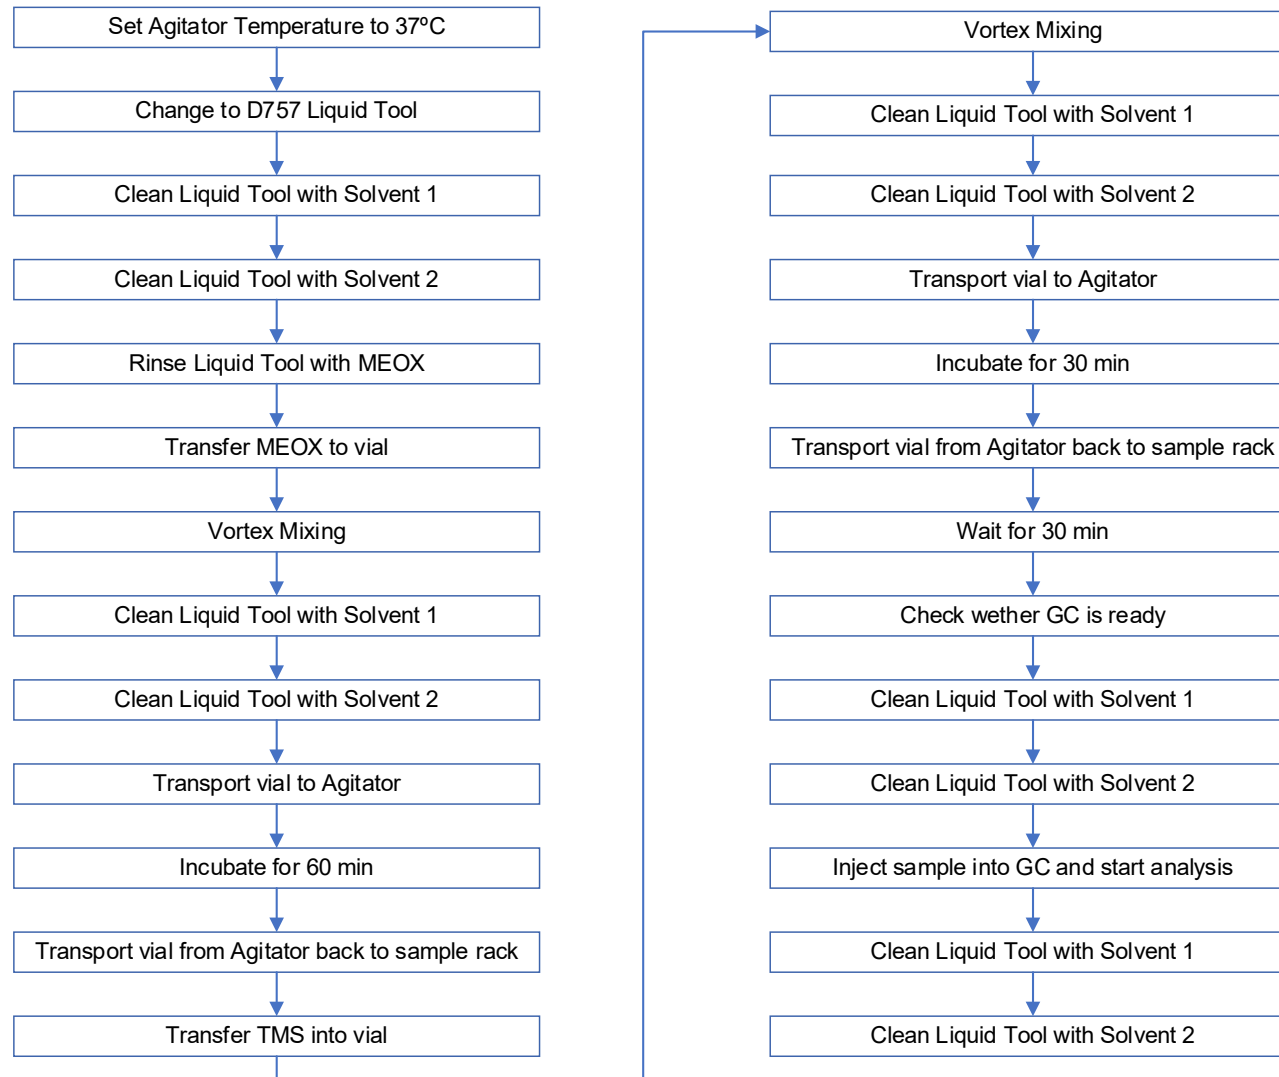 Set Agitator Temperature to 37ºC
Change to D757 Liquid Tool
Clean Liquid Tool with Solvent 1
Clean Liquid Tool with Solvent 2
Rinse Liquid Tool with MEOX
Transfer MEOX to vial
Vortex Mixing
Clean Liquid Tool with Solvent 1
Clean Liquid Tool with Solvent 2
Transport vial to Agitator
Incubate for 60 min
Transport vial from Agitator back to sample rack
Transfer TMS into vial
Vortex Mixing
Clean Liquid Tool with Solvent 1
Clean Liquid Tool with Solvent 2
Transport vial to Agitator
Incubate for 30 min
Transport vial from Agitator back to sample rack
Wait for 30 min
Check wether GC is ready
Clean Liquid Tool with Solvent 1
Clean Liquid Tool with Solvent 2
Inject sample into GC and start analysis
Clean Liquid Tool with Solvent 1
Clean Liquid Tool with Solvent 2